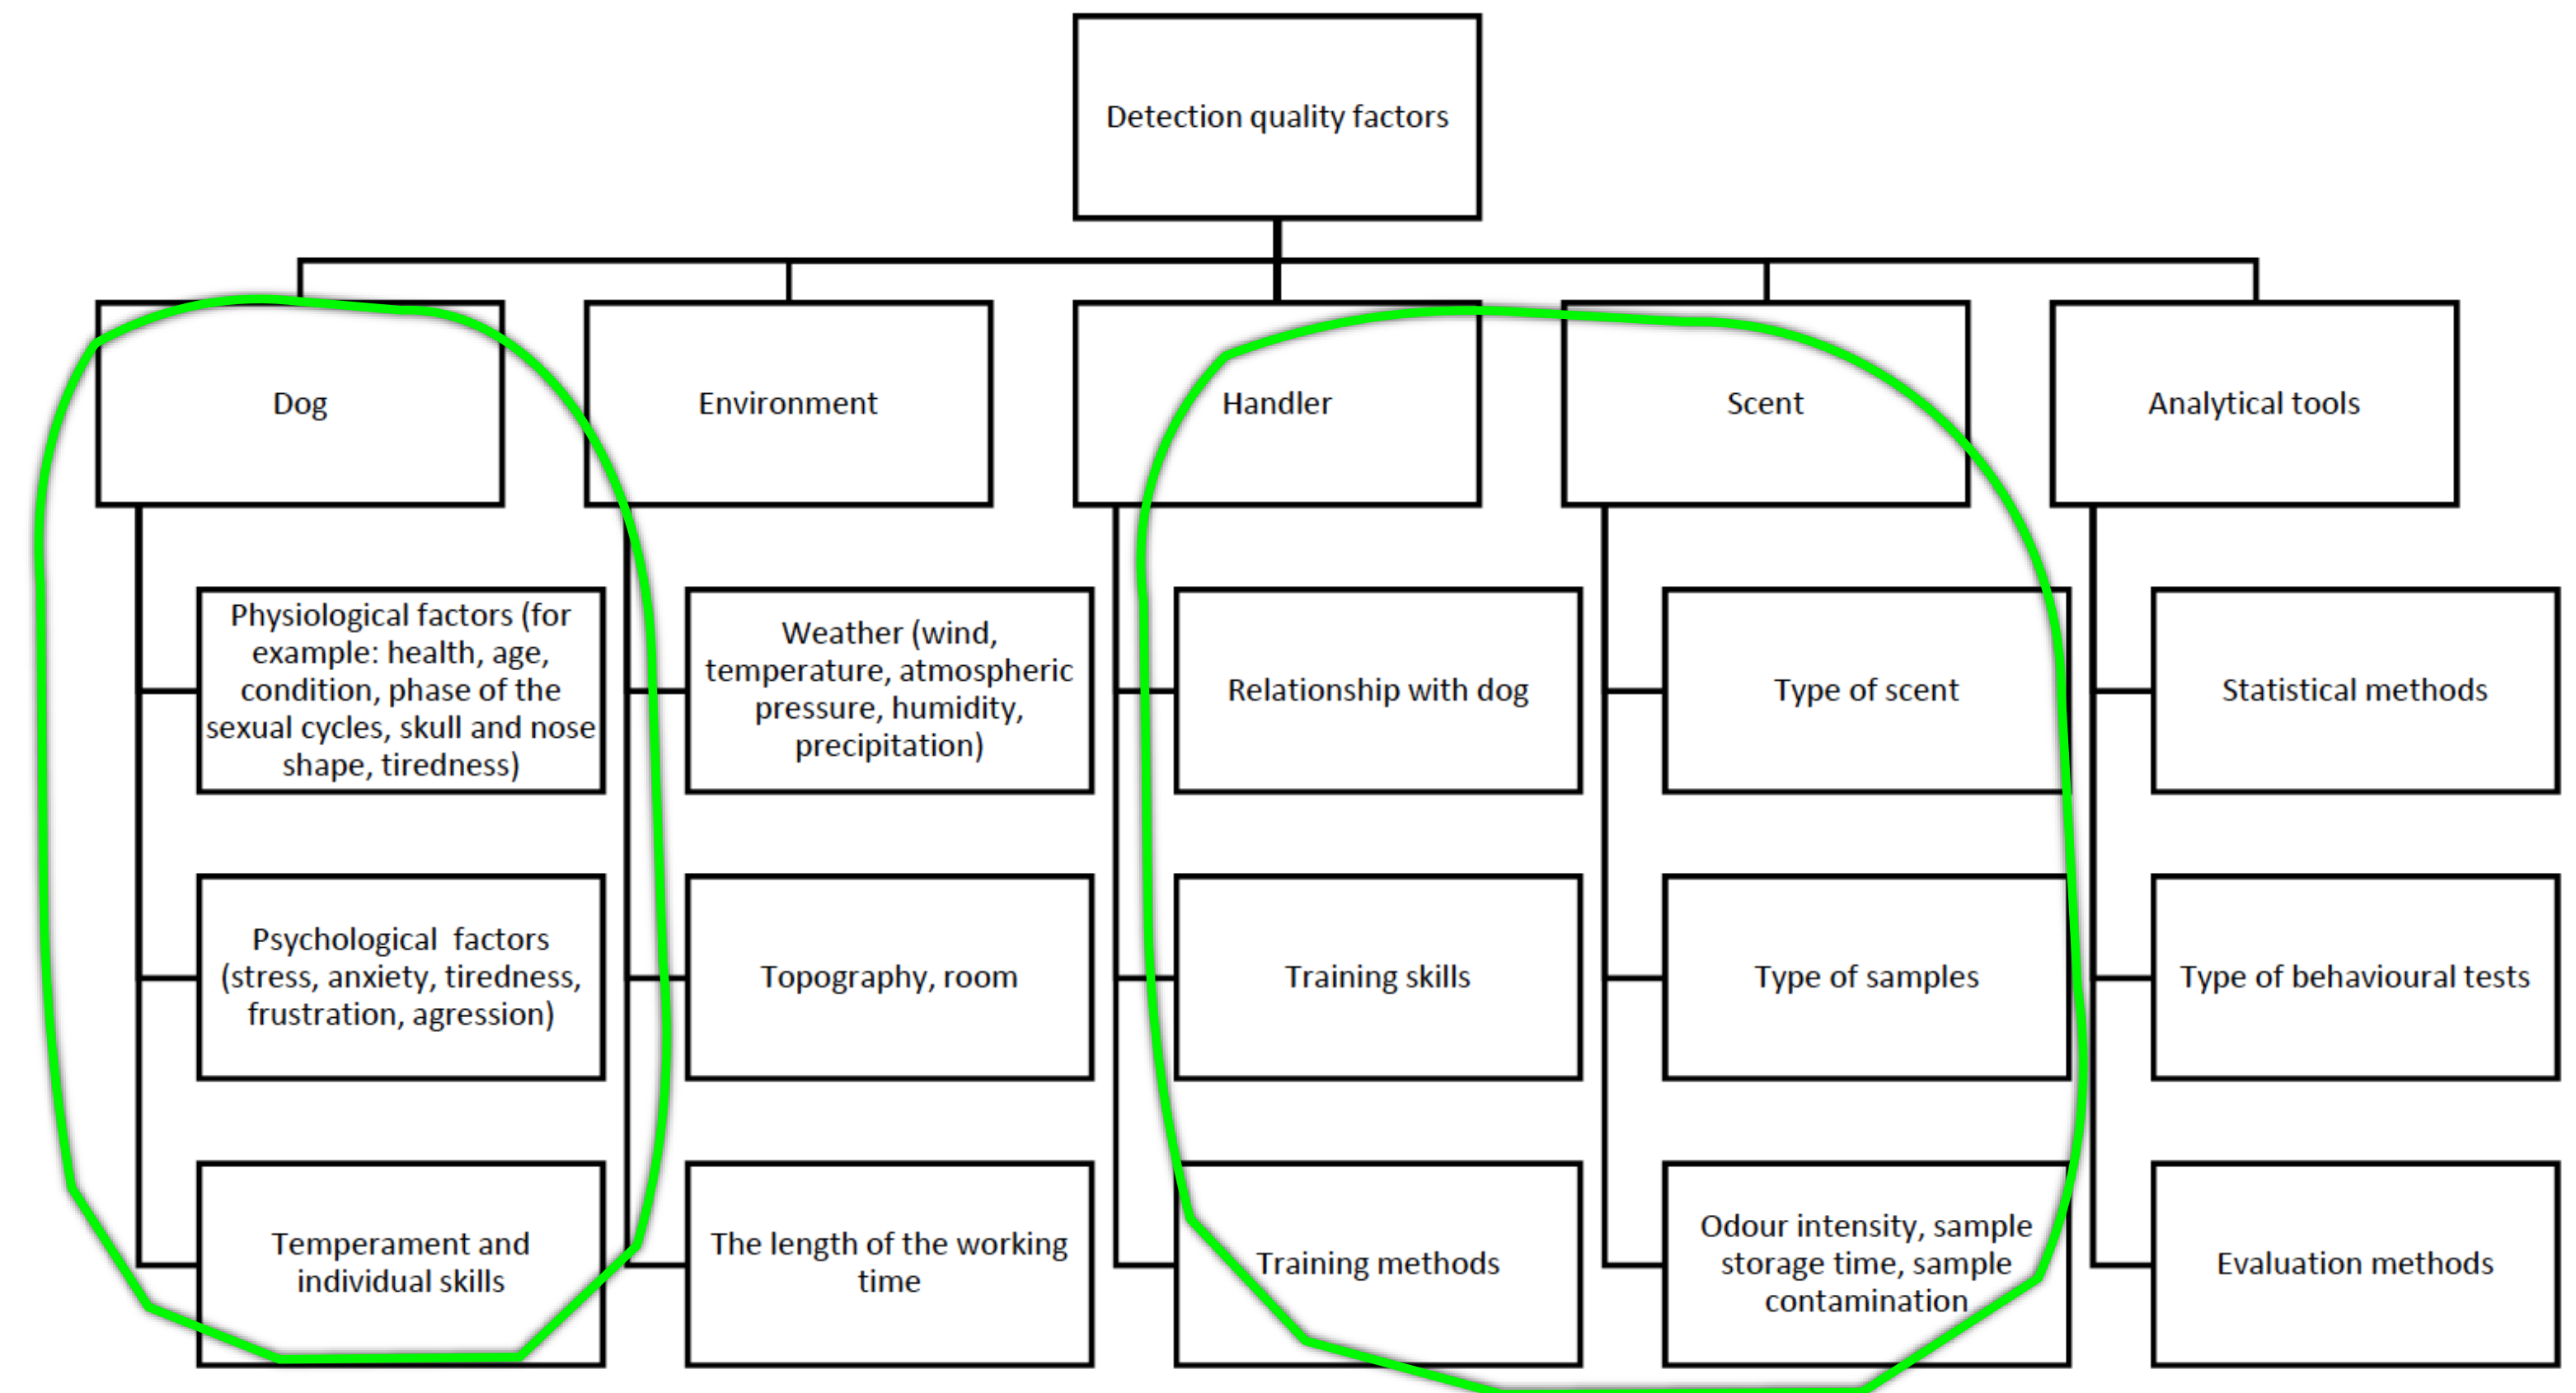 Detection quality factors
Dog
Environment
Handler
Scent
Analytical tools
Physiological factors (for
example: health, age,
condition, phase of the
sexual cycles, skull and nose
shape, tiredness)
Weather (wind,
temperature, atmospheric
pressure, humidity,
precipitation)
Relationship with dog
Type of scent
Statistical methods
Psychological  factors
(stress, anxiety, tiredness,
frustration, agression)
Topography, room
Training skills
Type of samples
Type of behavioural tests
Temperament and
individual skills
The length of the working
time
Training methods
Odour intensity, sample
storage time, sample
contamination
Evaluation methods